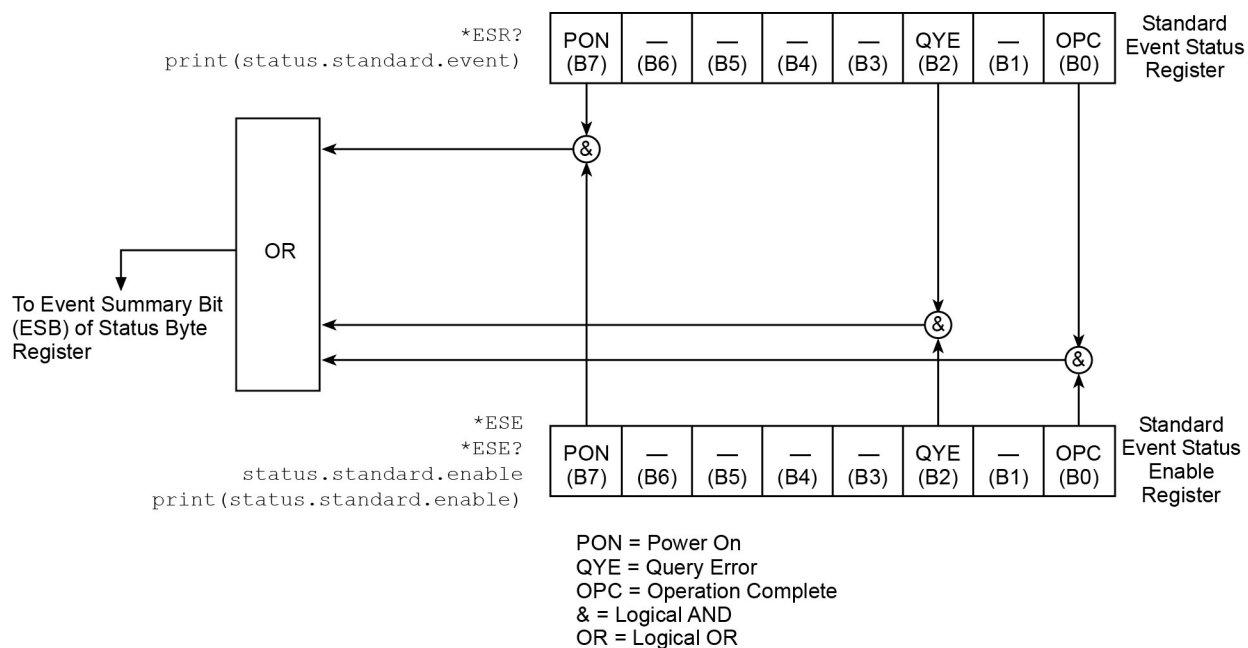 *ESR?
print(status.standard.event)
PON — — — — QYE — OPC
(B7) (B6) (B5) (B4) (B3) (B2) (B1) (B0)
Standard
Event Status
Register
&
OR
To Event Summary Bit
(ESB) of Status Byte
Register
&
&
*ESE
*ESE?
status.standard.enable
print(status.standard.enable)
PON — — — — QYE — OPC
(B7) (B6) (B5) (B4) (B3) (B2) (B1) (B0)
Standard
Event Status
Enable
Register
PON = Power On
QYE = Query Error
OPC = Operation Complete
& = Logical AND
OR = Logical OR